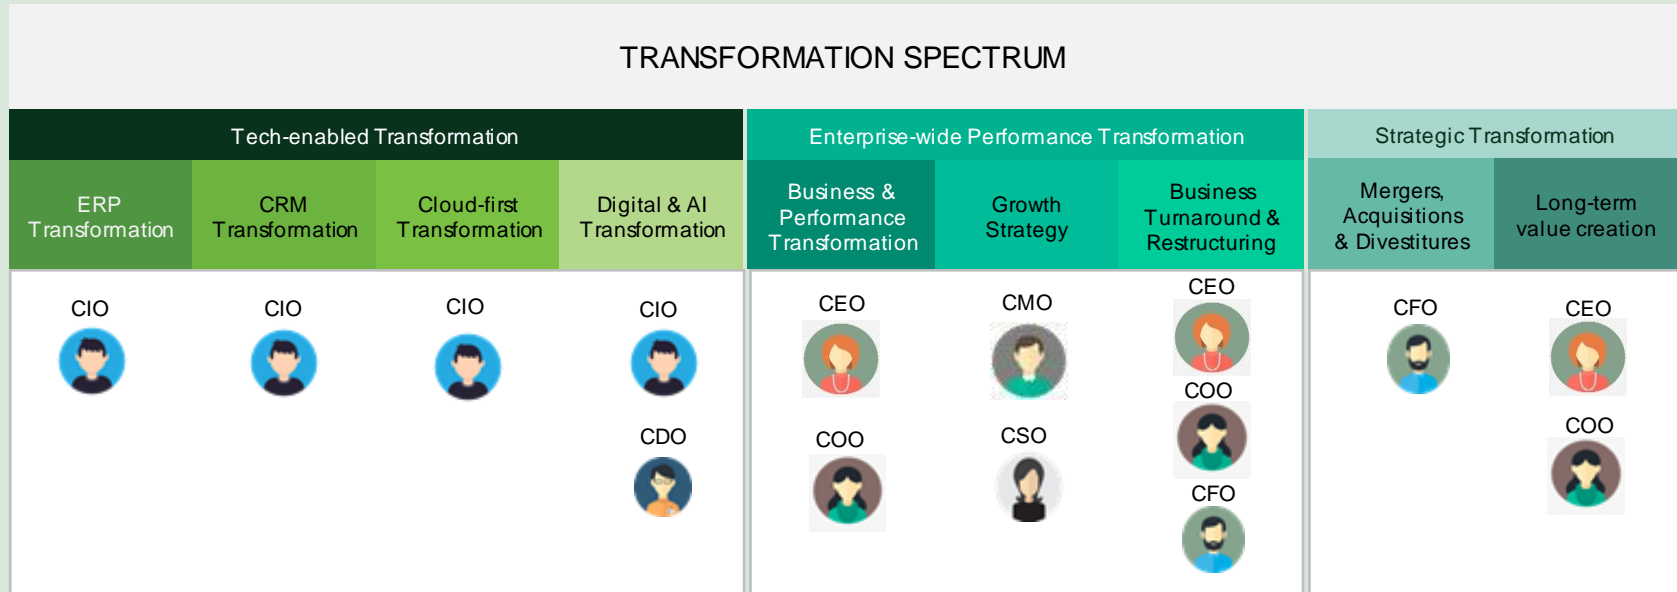 TRANSFORMATION SPECTRUM
Tech-enabled Transformation
Enterprise-wide Performance Transformation
Strategic Transformation
ERP
Transformation
CRM
Transformation
Cloud-first
Transformation
Digital & AI
Transformation
Business &
Performance
Transformation
Growth
Strategy
Business
Turnaround &
Restructuring
Mergers,
Acquisitions
& Divestitures
Long-term
value creation
CIO
CIO
CIO
CIO
CDO
CEO
COO
CMO
CSO
CEO
COO
CFO
CFO
CEO
COO